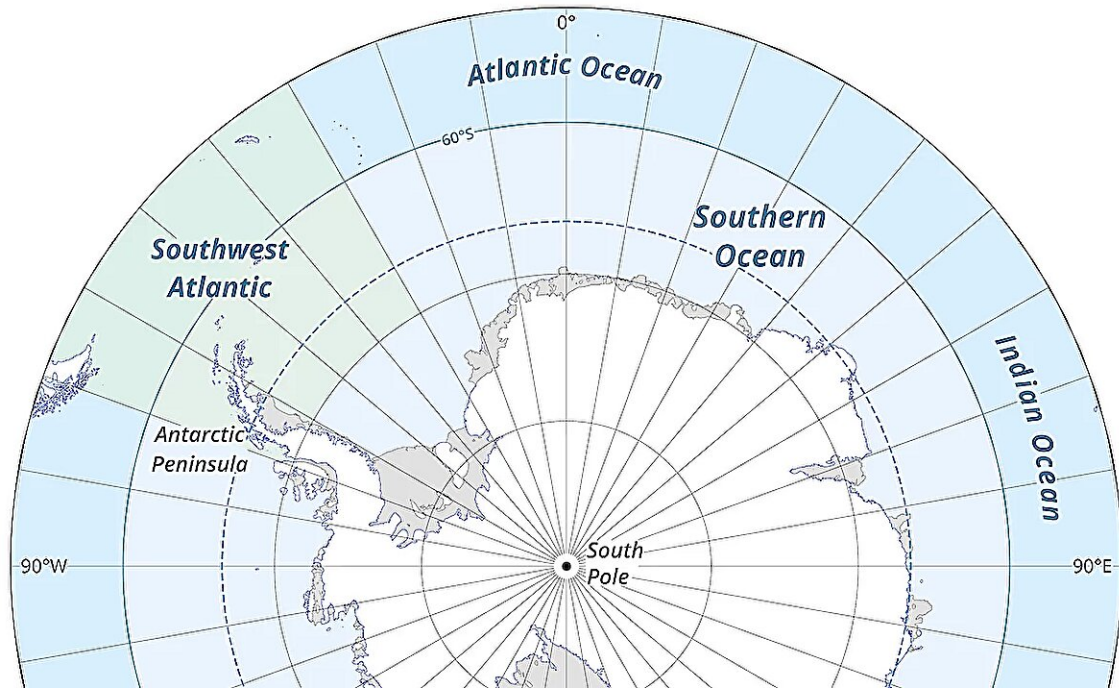 0°
Atlantic Ocean
60°S
Southern
Ocean
Southwest
Atlantic
Indian Ocean
Antarctic
Peninsula
South
Pole
90°W
90°E